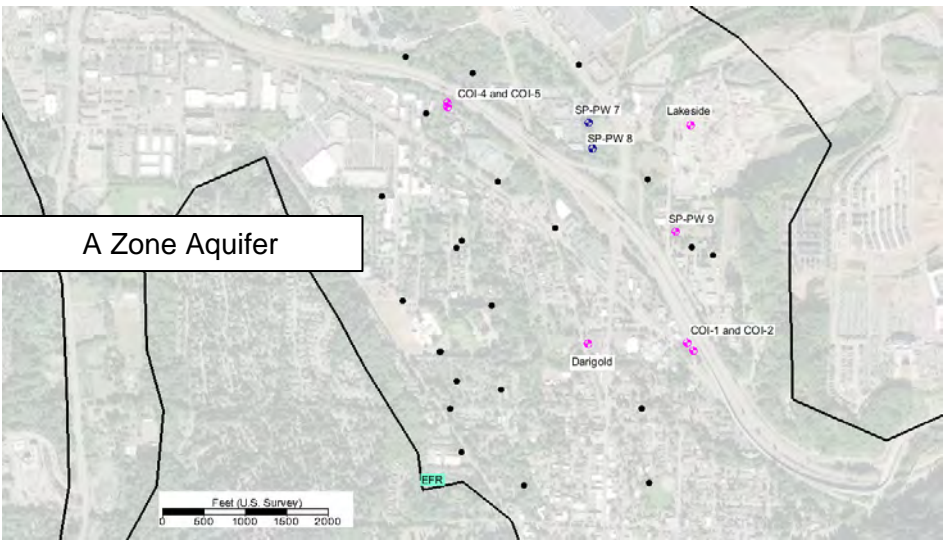 COI-4 and COI-5
SP-PW 7
Lakeside
SP-PW 8
SP-PW 9
A Zone Aquifer
COI-1 and COI-2
Darigold
EFR
Feet (U.S. Survey)
0 500 1000 1500 2000